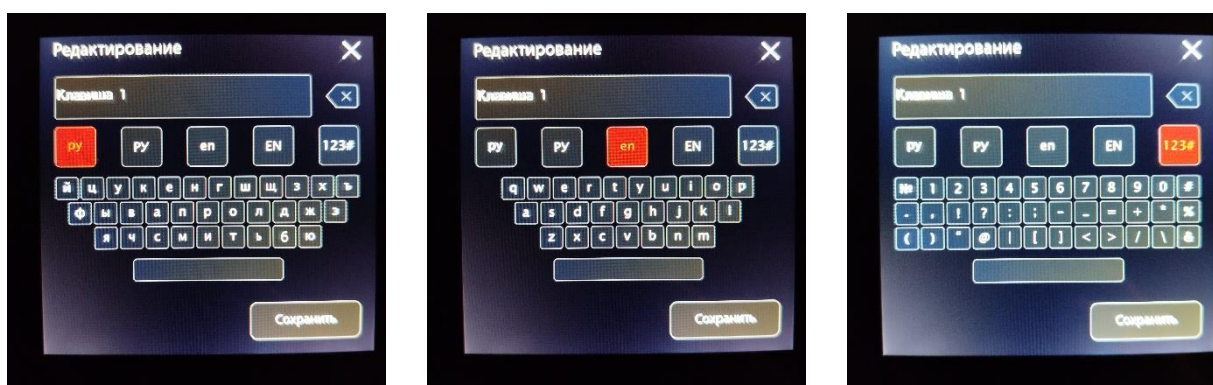 Редактирование
Клавиша 1
ру РУ en EN 123#
й ц у к е н г ш щ з х ъ
ф ы в а п р о л д ж э
я ч с м и т ь б ю
Сохранить
Редактирование
Клавиша 1
ру РУ en EN 123#
q w e r t y u i o p
a s d f g h j k l
z x c v b n m
Сохранить
Редактирование
Клавиша 1
ру РУ en EN 123#
№ 1 2 3 4 5 6 7 8 9 0 #
. , ! ? : ; - _ = + * %
( ) " @ | [ ] < > / \ &
Сохранить